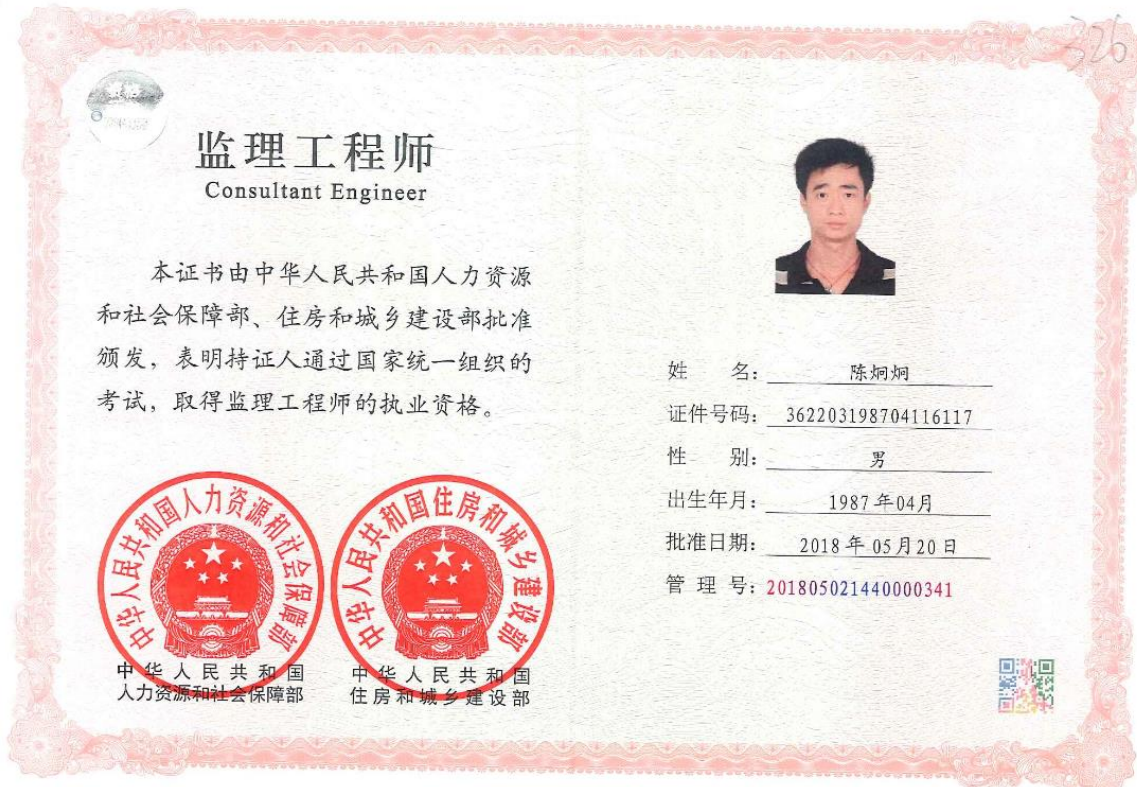 326
监理工程师
Consultant Engineer
本证书由中华人民共和国人力资源
和社会保障部、住房和城乡建设部批准
颁发，表明持证人通过国家统一组织的
考试，取得监理工程师的执业资格。
中华人民共和国人力资源和社会保障部
中华人民共和国住房和城乡建设部
中华人民共和国
人力资源和社会保障部
中华人民共和国
住房和城乡建设部
姓 名： 陈炯炯
证件号码： 362203198704116117
性 别： 男
出生年月： 1987年04月
批准日期： 2018年05月20日
管 理 号：201805021440000341